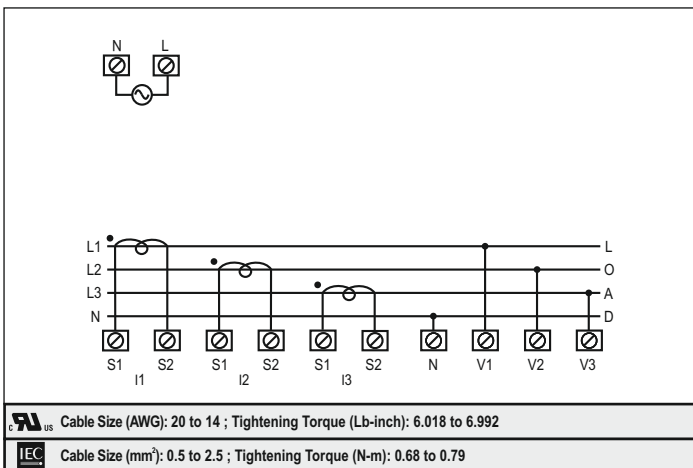 N L
L1 L
L2 O
L3 A
N D
S1 S2 S1 S2 S1 S2 N V1 V2 V3
I1 I2 I3
c RU US Cable Size (AWG): 20 to 14 ; Tightening Torque (Lb-inch): 6.018 to 6.992
IEC Cable Size (mm²): 0.5 to 2.5 ; Tightening Torque (N-m): 0.68 to 0.79